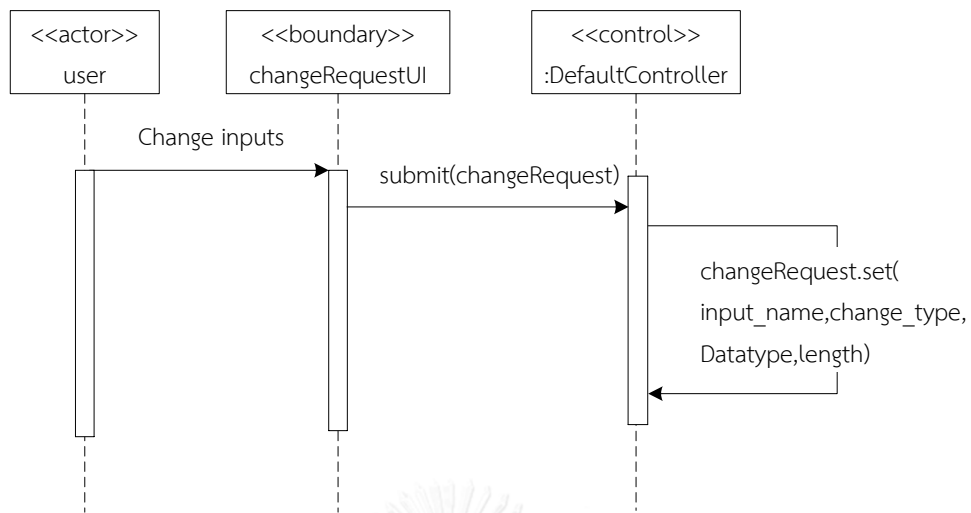 <<actor>>
user
<<boundary>>
changeRequestUI
<<control>>
:DefaultController
Change inputs
submit(changeRequest)
changeRequest.set(
input_name,change_type,
Datatype,length)